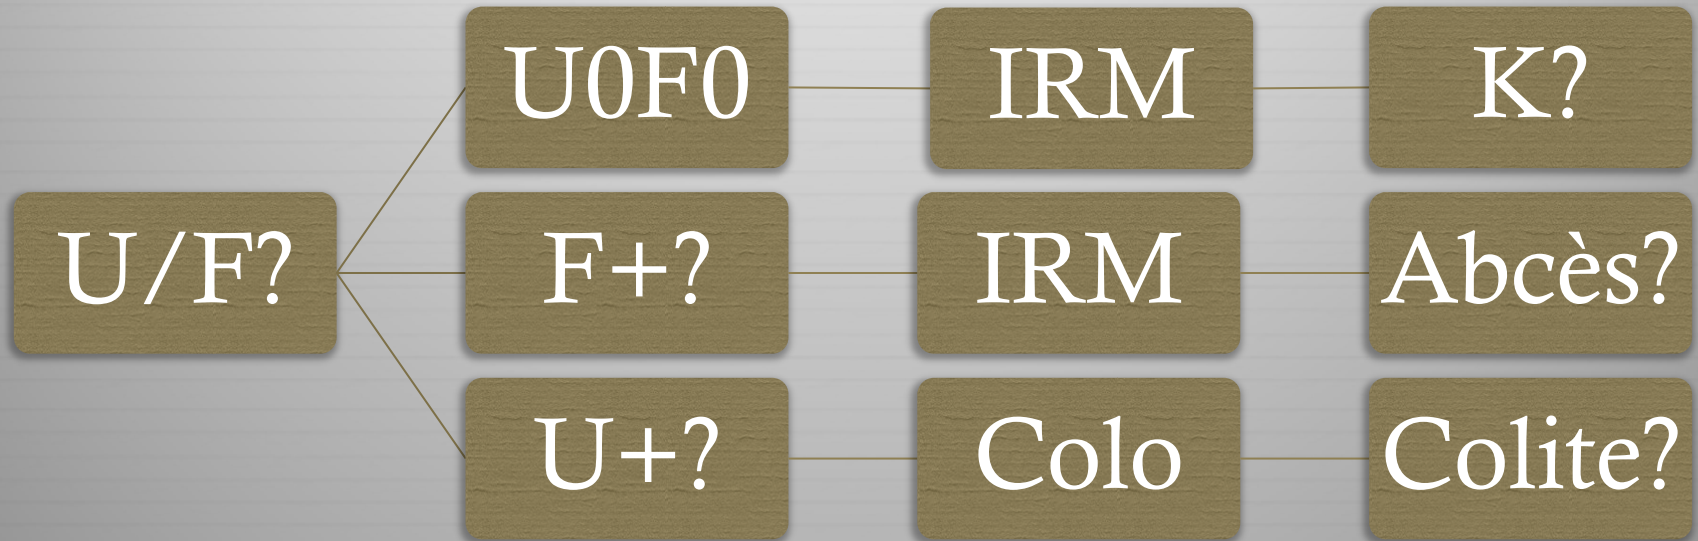 U/F?
U0F0
IRM
K?
F+?
IRM
Abcès?
U+?
Colo
Colite?